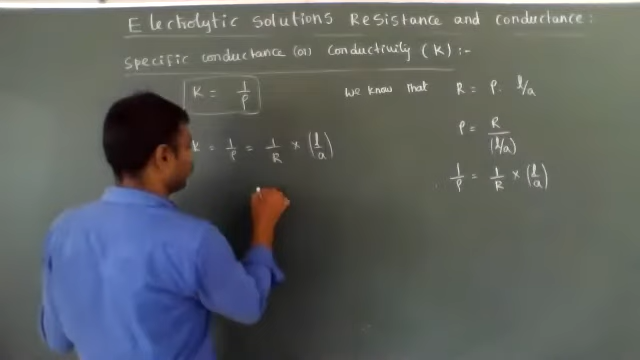 Electrolytic Solutions Resistance and conductance:
Specific conductance (or) conductivity (K) :-
K = 1/ρ
we know that R = ρ. l/a
ρ = R/(l/a)
K = 1/ρ = 1/R × (l/a)
1/ρ = 1/R × (l/a)